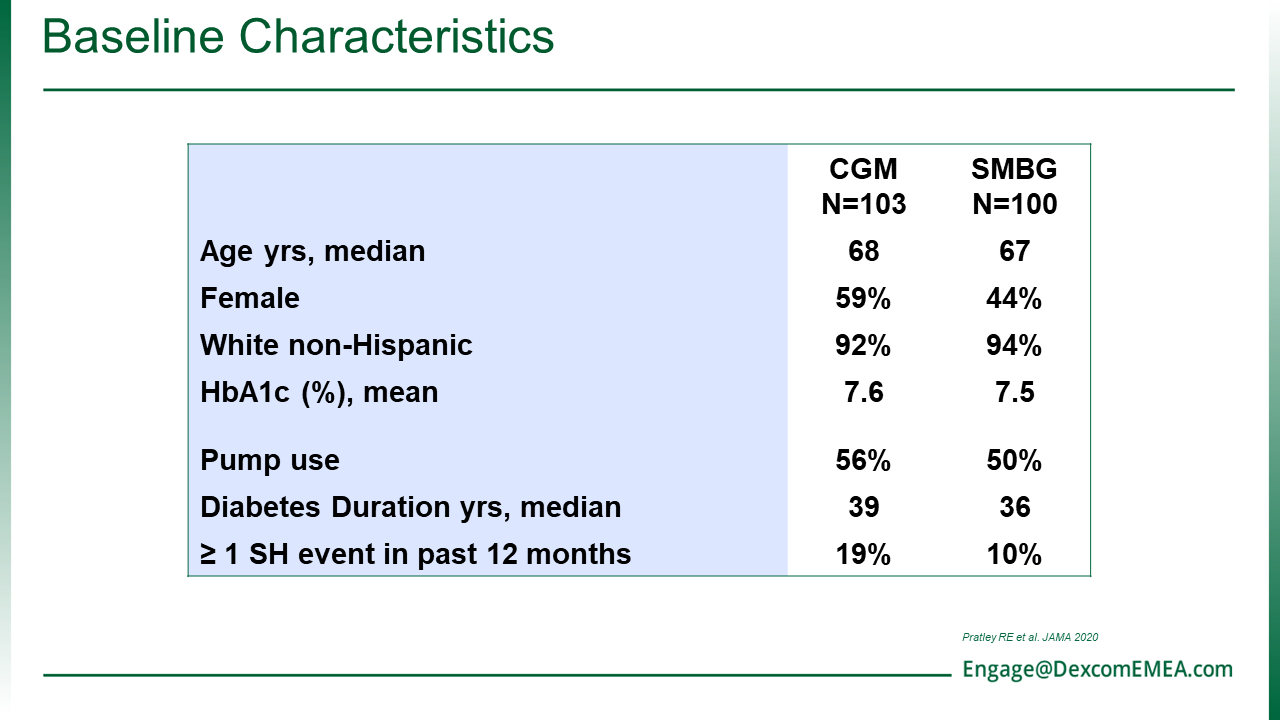 Baseline Characteristics
CGM SMBG
N=103 N=100
Age yrs, median 68 67
Female 59% 44%
White non-Hispanic 92% 94%
HbA1c (%), mean 7.6 7.5
Pump use 56% 50%
Diabetes Duration yrs, median 39 36
≥ 1 SH event in past 12 months 19% 10%
Pratley RE et al. JAMA 2020
Engage@DexcomEMEA.com